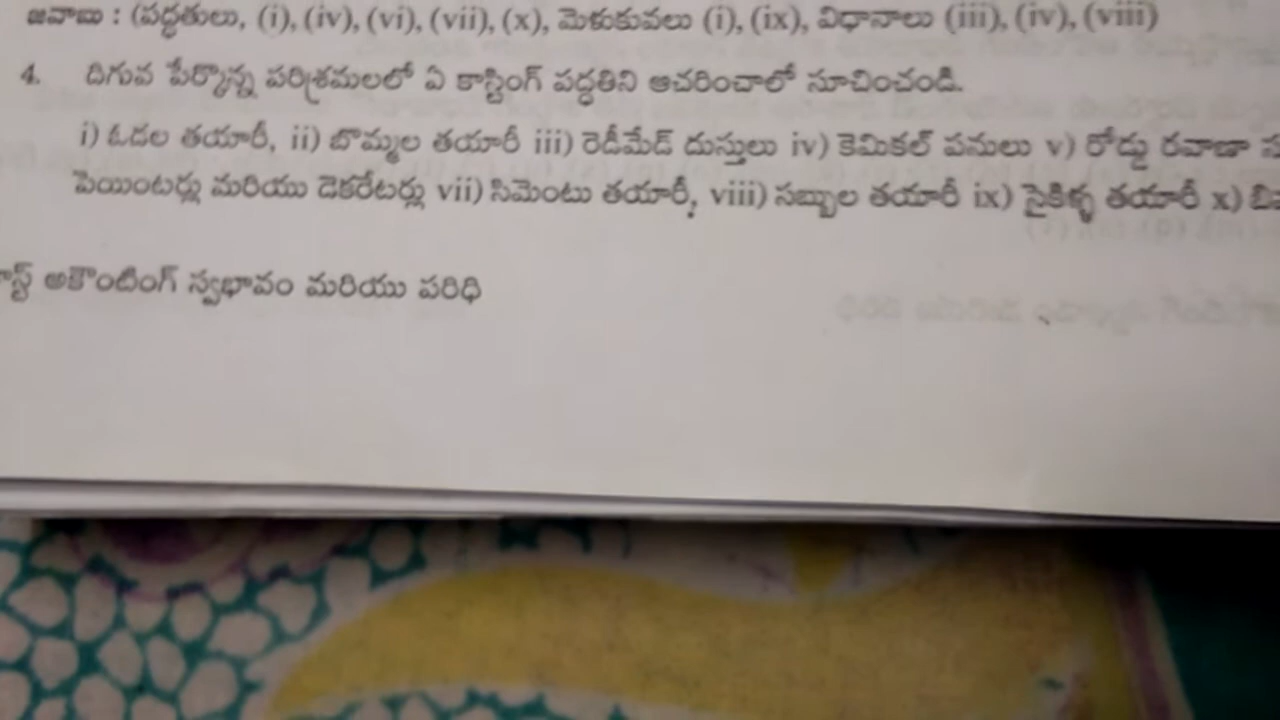 జవాబు : (పద్ధతులు, (i), (iv), (vi), (vii), (x), మెళుకువలు (i), (ix), విధానాలు (iii), (iv), (viii)
4. దిగువ పేర్కొన్న పరిశ్రమలలో ఏ కాస్టింగ్ పద్ధతిని ఆచరించాలో సూచించండి.
i) ఓడల తయారీ, ii) బొమ్మల తయారీ iii) రెడీమేడ్ దుస్తులు iv) కెమికల్ పనులు v) రోడ్డు రవాణా
పెయింటర్లు మరియు డెకరేటర్లు vii) సిమెంటు తయారీ, viii) సబ్బుల తయారీ ix) సైకిళ్ళ తయారీ x)
అకౌంటింగ్ స్వభావం మరియు పరిధి